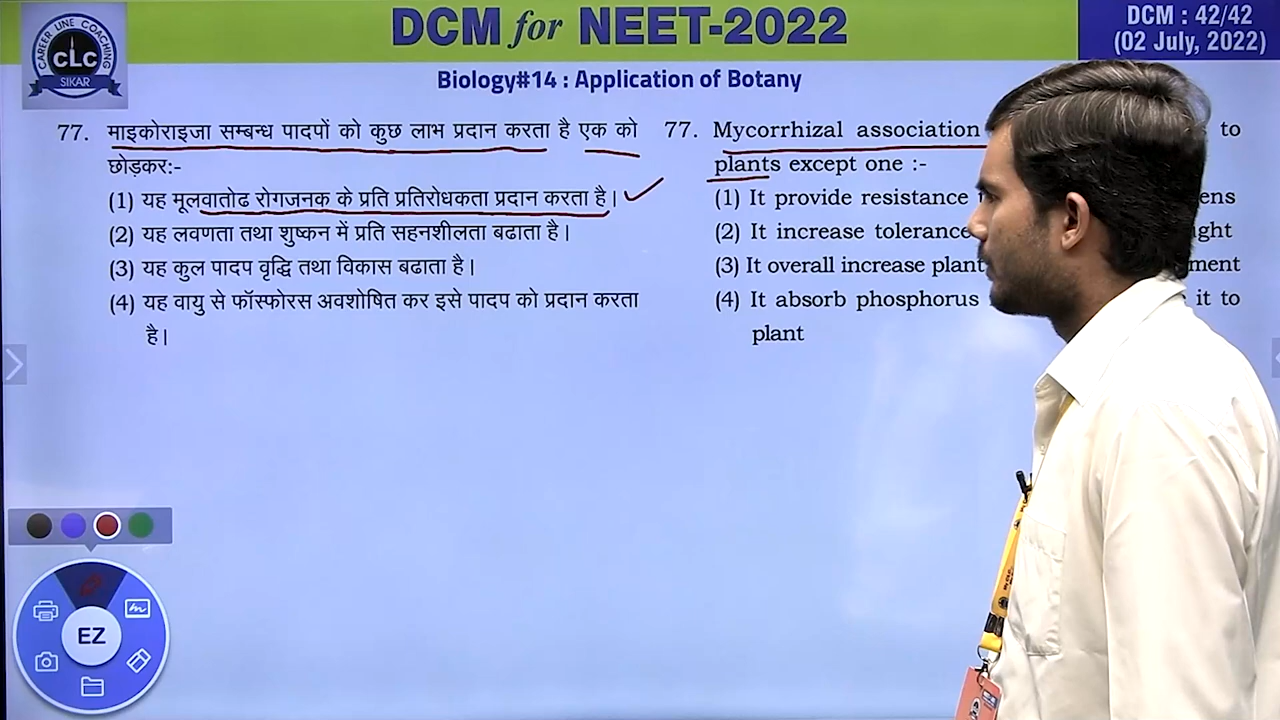 DCM for NEET-2022
DCM : 42/42
(02 July, 2022)
CAREER LINE COACHING
CLC
SIKAR
Biology#14 : Application of Botany
77. माइकोराइजा सम्बन्ध पादपों को कुछ लाभ प्रदान करता है एक को
छोड़कर:-
(1) यह मूलवातोढ रोगजनक के प्रति प्रतिरोधकता प्रदान करता है।
(2) यह लवणता तथा शुष्कन में प्रति सहनशीलता बढाता है।
(3) यह कुल पादप वृद्धि तथा विकास बढाता है।
(4) यह वायु से फॉस्फोरस अवशोषित कर इसे पादप को प्रदान करता
है।
77. Mycorrhizal association to
plants except one :-
(1) It provide resistance ens
(2) It increase tolerance ght
(3) It overall increase plant ment
(4) It absorb phosphorus it to
plant
EZ